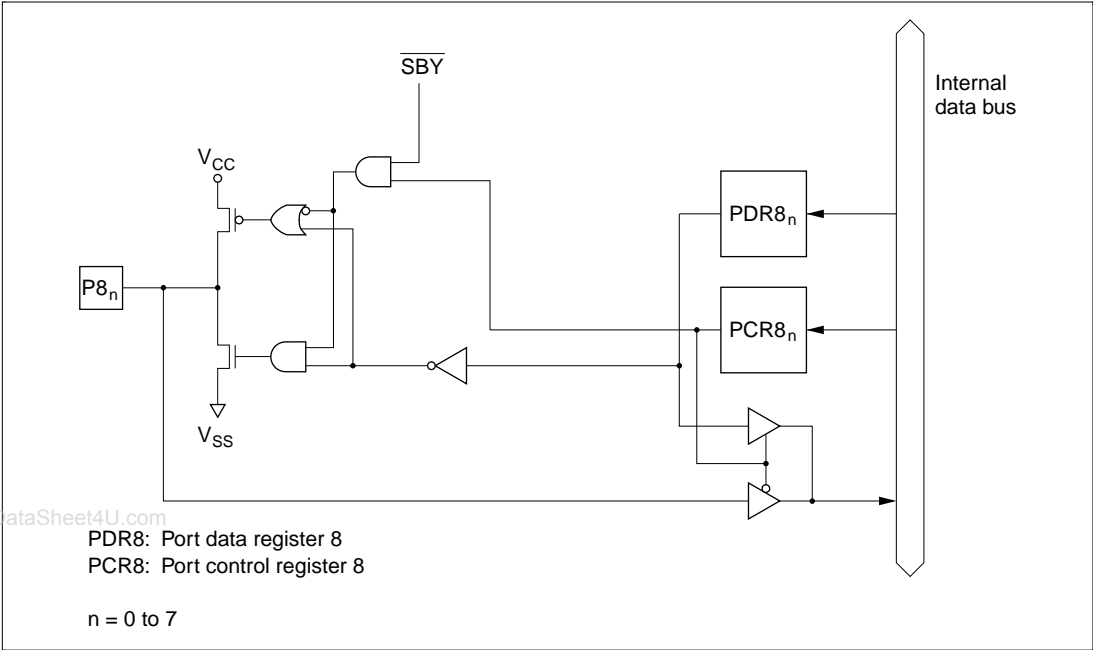 SBY
Internal
data bus
VCC
PDR8n
P8n
PCR8n
VSS
DataSheet4U.com
PDR8: Port data register 8
PCR8: Port control register 8
n = 0 to 7